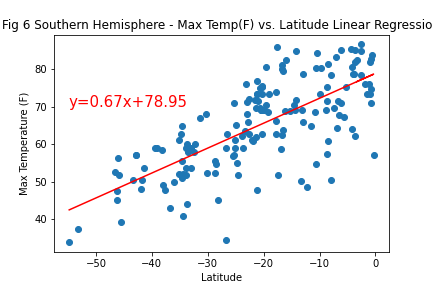 Fig 6 Southern Hemisphere - Max Temp(F) vs. Latitude Linear Regressio
80
70
60
50
40
y=0.67x+78.95
Max Temperature (F)
−50
−40
−30
−20
−10
0
Latitude